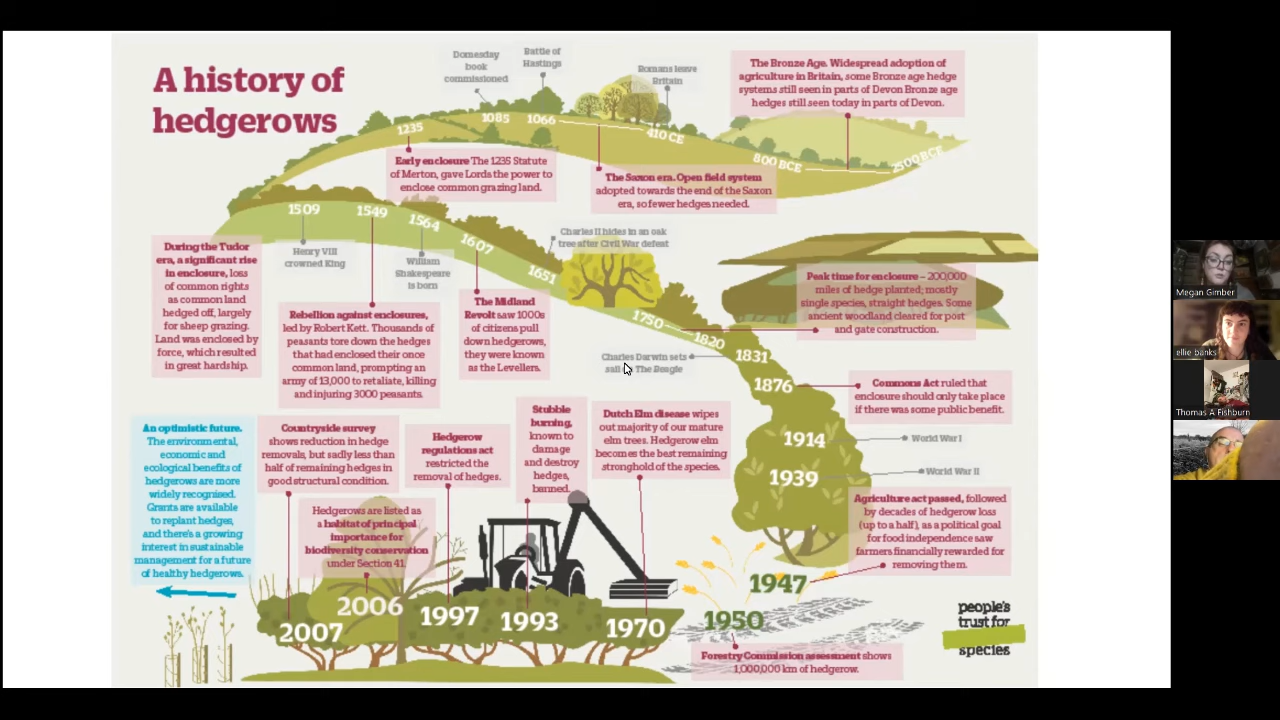 A history of
hedgerows
Domesday
book
commissioned
Battle of
Hastings
Romans leave
Britain
The Bronze Age. Widespread adoption of
agriculture in Britain, some Bronze age hedge
systems still seen in parts of Devon Bronze age
hedges still seen today in parts of Devon.
1235
1085
1066
410 CE
800 BCE
2500 BCE
Early enclosure The 1235 Statute
of Merton, gave Lords the power to
enclose common grazing land.
The Saxon era. Open field system
adopted towards the end of the Saxon
era, so fewer hedges needed.
1509
1549
1564
1607
1651
1750
1820
1831
1876
1914
1939
During the Tudor
era, a significant rise
in enclosure, loss
of common rights
as common land
hedged off, largely
for sheep grazing.
Land was enclosed by
force, which resulted
in great hardship.
Henry VIII
crowned King
Rebellion against enclosures,
led by Robert Kett. Thousands of
peasants tore down the hedges
that had enclosed their once
common land, prompting an
army of 13,000 to retaliate, killing
and injuring 3000 peasants.
William
Shakespeare
is born
The Midland
Revolt saw 1000s
of citizens pull
down hedgerows,
they were known
as the Levellers.
Charles II hides in an oak
tree after Civil War defeat
Peak time for enclosure – 200,000
miles of hedge planted; mostly
single species, straight hedges. Some
ancient woodland cleared for post
and gate construction.
Charles Darwin sets
sail The Beagle
Commons Act ruled that
enclosure should only take place
if there was some public benefit.
World War I
World War II
Agriculture act passed, followed
by decades of hedgerow loss
(up to a half), as a political goal
for food independence saw
farmers financially rewarded for
removing them.
1947
1950
Forestry Commission assessment shows
1,000,000 km of hedgerow.
Dutch Elm disease wipes
out majority of our mature
elm trees. Hedgerow elm
becomes the best remaining
stronghold of the species.
1970
Stubble
burning,
known to
damage
and destroy
hedges,
banned.
1993
Hedgerow
regulations act
restricted the
removal of hedges.
1997
Hedgerows are listed as
a habitat of principal
importance for
biodiversity conservation
under Section 41.
2006
Countryside survey
shows reduction in hedge
removals, but sadly less than
half of remaining hedges in
good structural condition.
2007
An optimistic future.
The environmental,
economic and
ecological benefits of
hedgerows are more
widely recognised.
Grants are available
to replant hedges,
and there's a growing
interest in sustainable
management for a future
of healthy hedgerows.
people's
trust for
species
Megan Gimber
ellie banks
Thomas A Fishburn